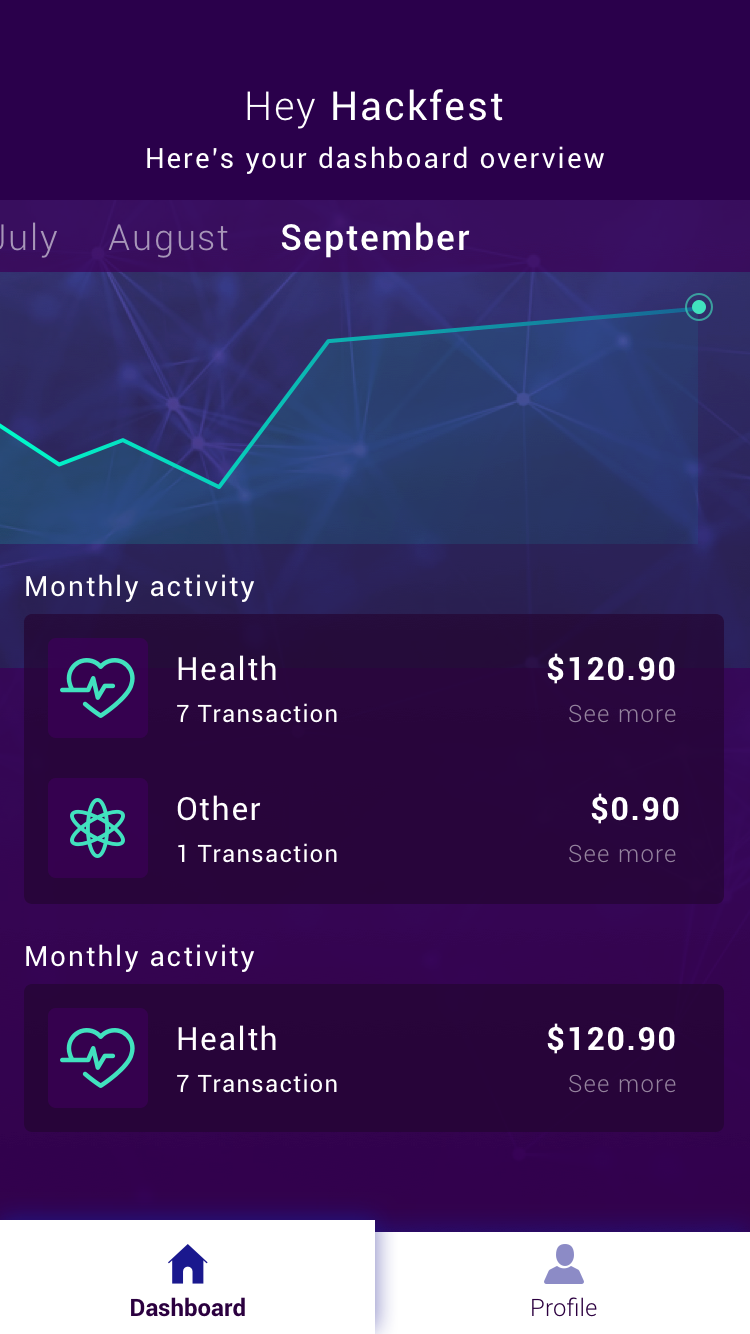 Hey Hackfest
Here's your dashboard overview
July August September
Monthly activity
Health $120.90
7 Transaction See more
Other $0.90
1 Transaction See more
Monthly activity
Health $120.90
7 Transaction See more
Dashboard Profile